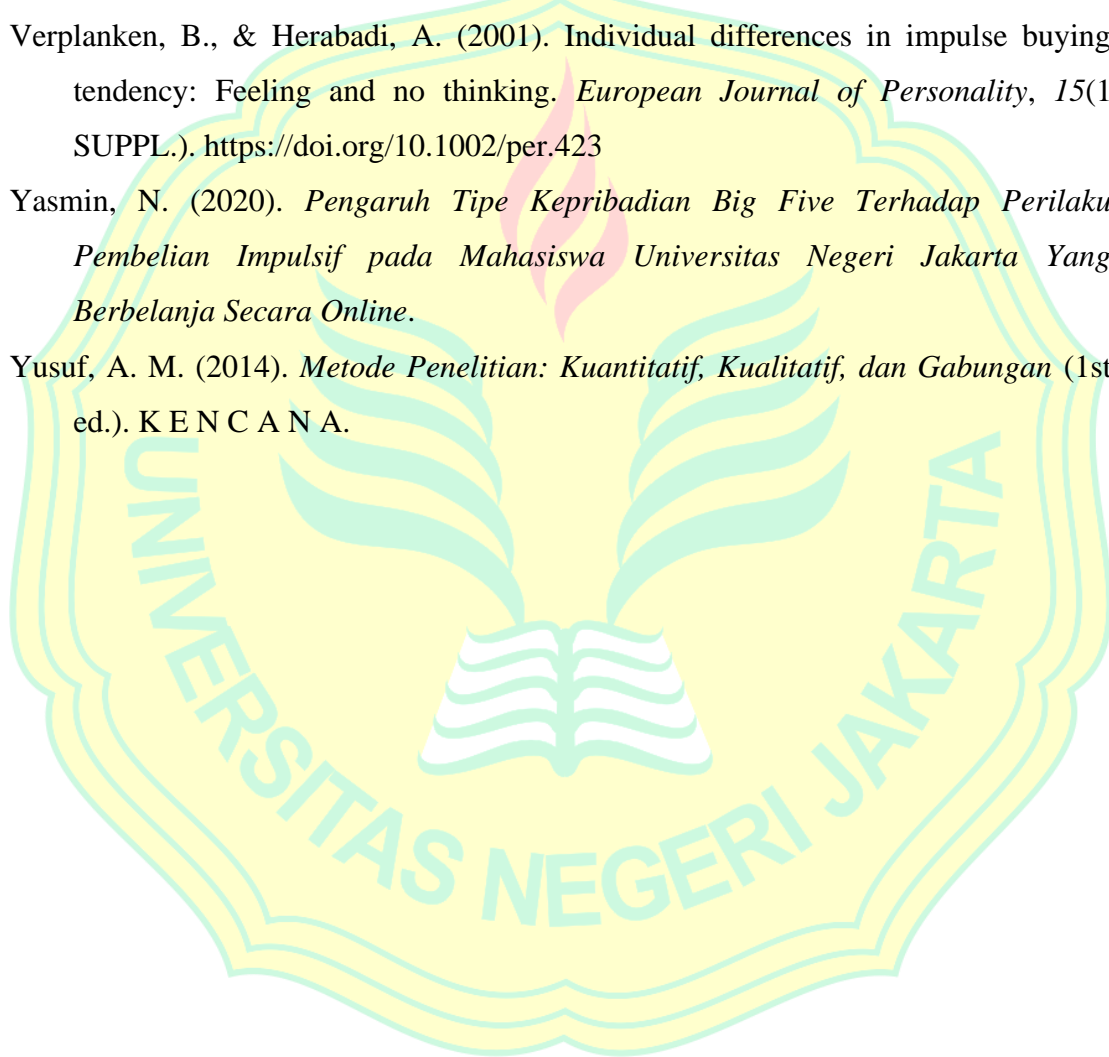 Verplanken, B., & Herabadi, A. (2001). Individual differences in impulse buying
tendency: Feeling and no thinking. European Journal of Personality, 15(1
SUPPL.). https://doi.org/10.1002/per.423
Yasmin, N. (2020). Pengaruh Tipe Kepribadian Big Five Terhadap Perilaku
Pembelian Impulsif pada Mahasiswa Universitas Negeri Jakarta Yang
Berbelanja Secara Online.
Yusuf, A. M. (2014). Metode Penelitian: Kuantitatif, Kualitatif, dan Gabungan (1st
ed.). K E N C A N A.
UNIVERSITAS NEGERI JAKARTA